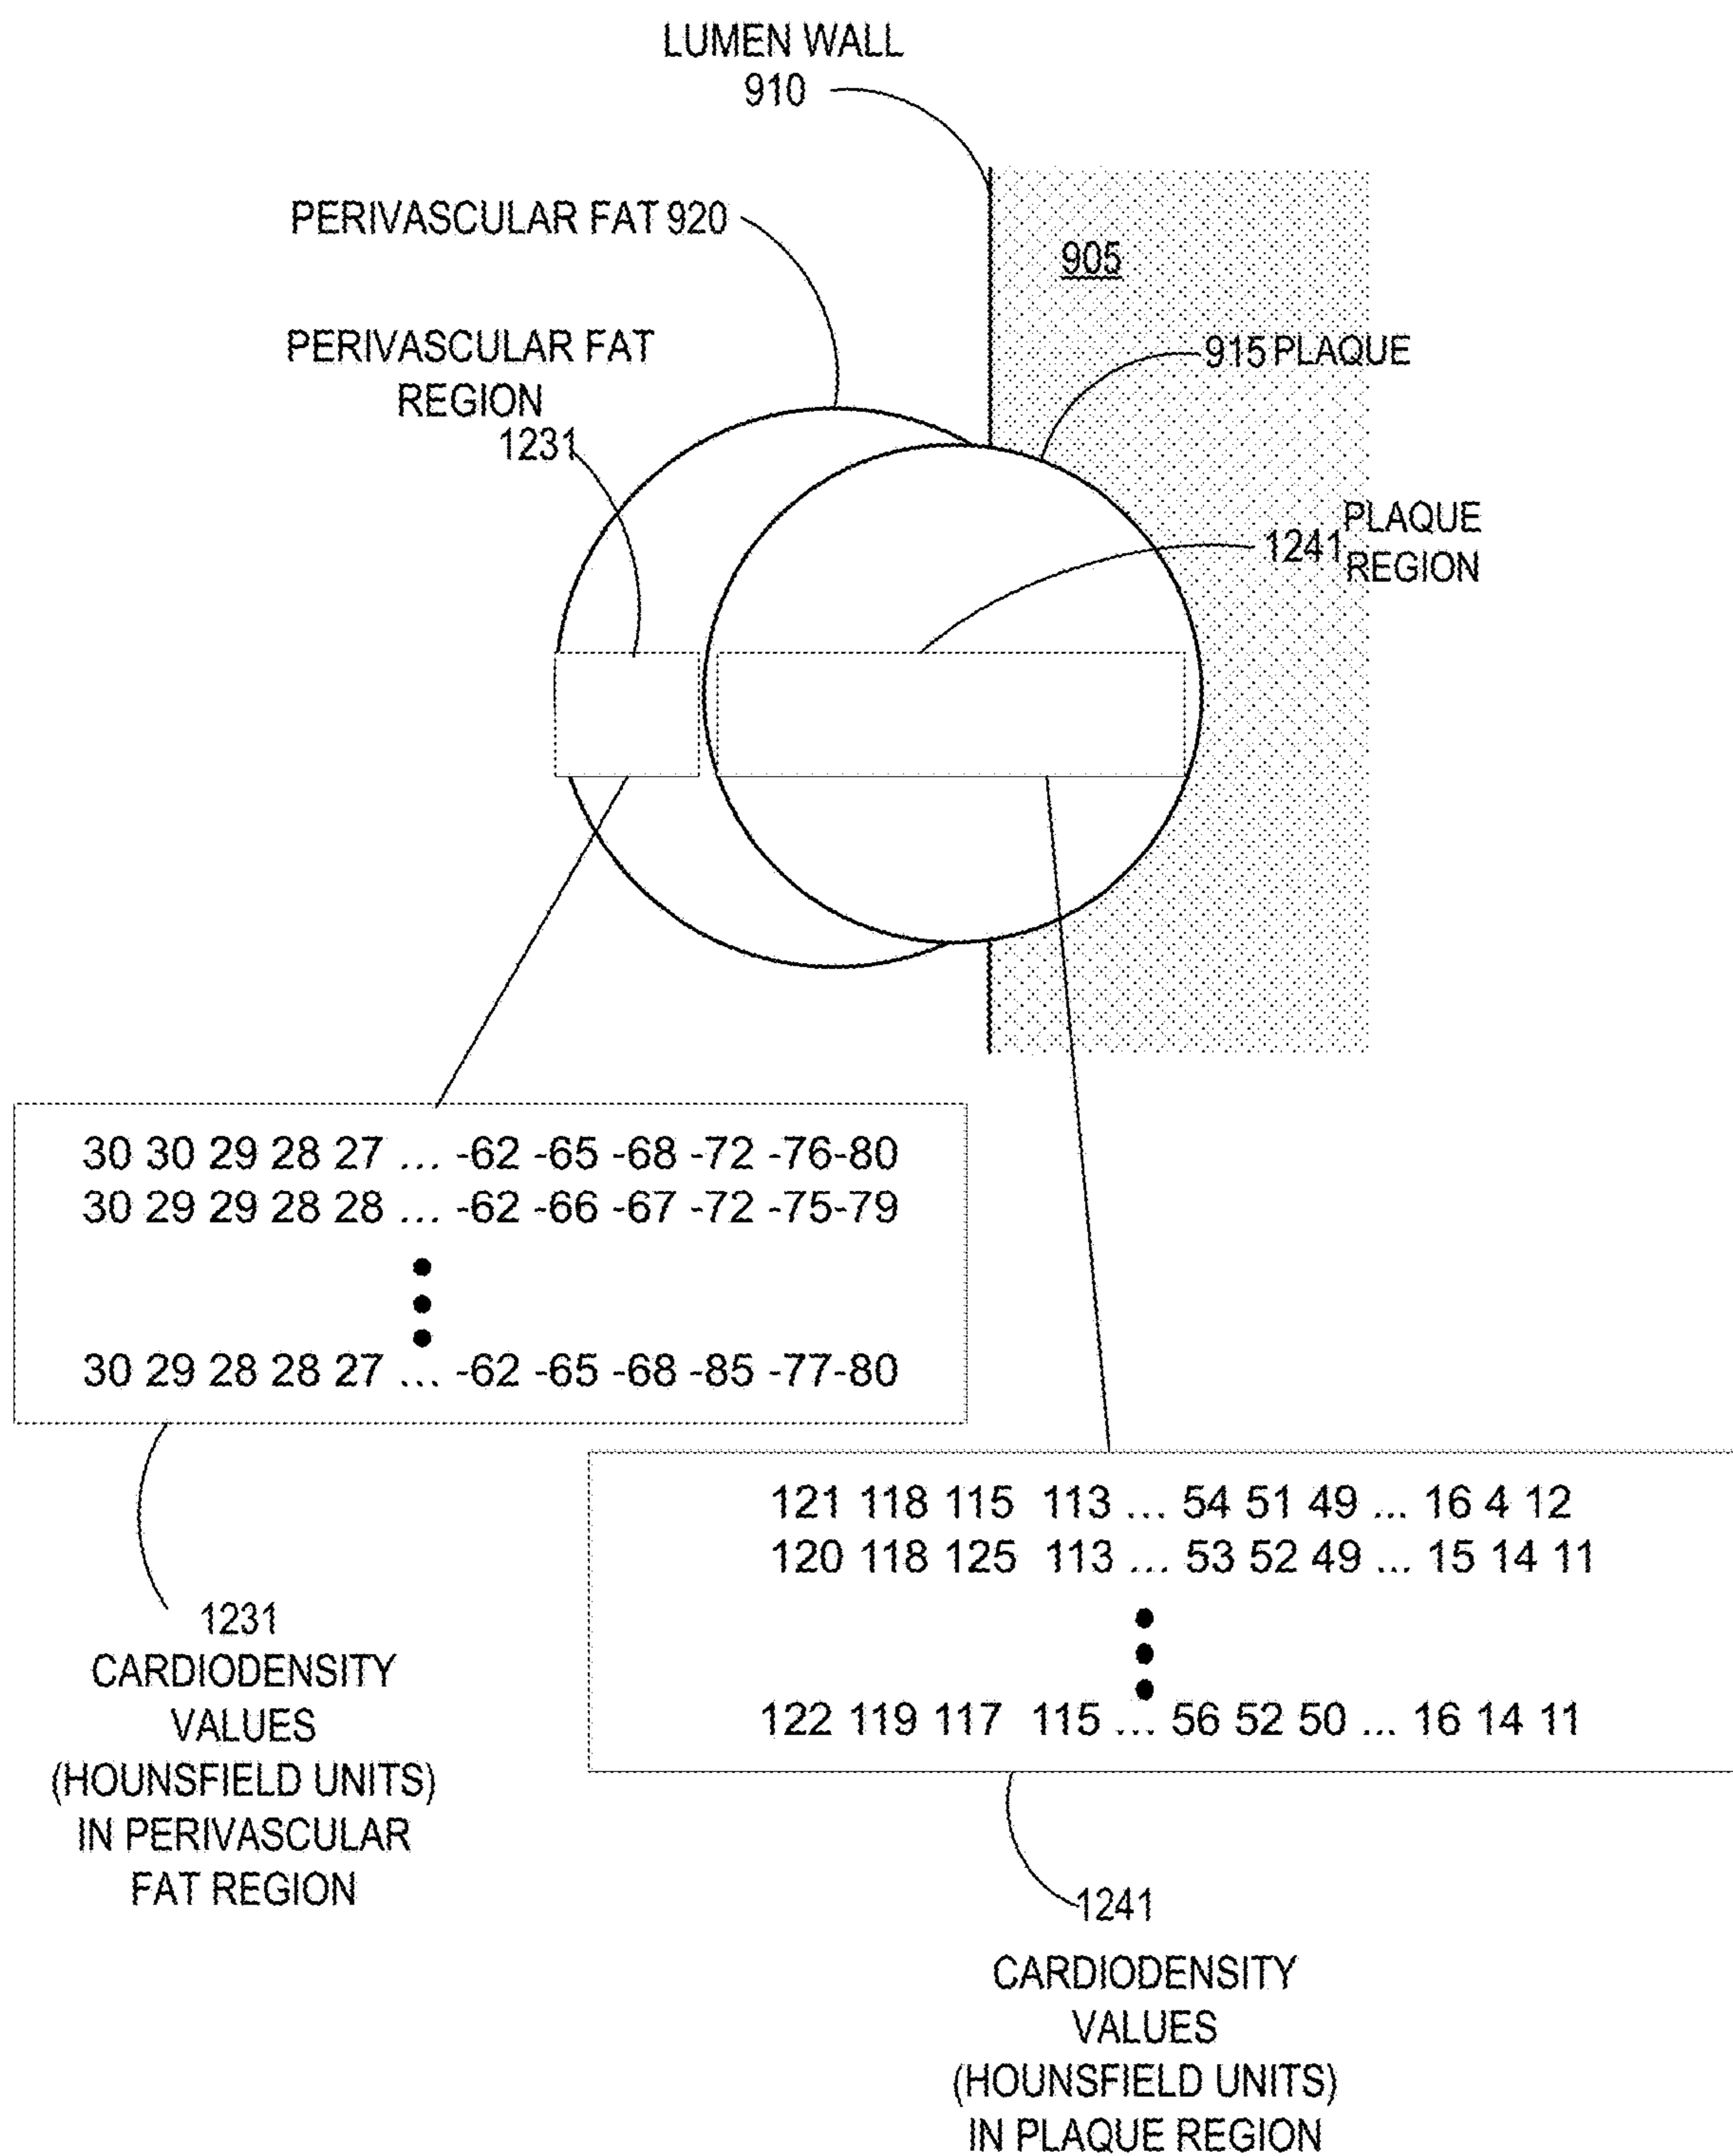 LUMEN WALL
910
PERIVASCULAR FAT 920
905
PERIVASCULAR FAT
REGION
1231
915 PLAQUE
1241 PLAQUE
REGION
30 30 29 28 27 ... -62 -65 -68 -72 -76-80
30 29 29 28 28 ... -62 -66 -67 -72 -75-79
30 29 28 28 27 ... -62 -65 -68 -85 -77-80
121 118 115 113 ... 54 51 49 ... 16 4 12
120 118 125 113 ... 53 52 49 ... 15 14 11
122 119 117 115 ... 56 52 50 ... 16 14 11
1231
CARDIODENSITY
VALUES
(HOUNSFIELD UNITS)
IN PERIVASCULAR
FAT REGION
1241
CARDIODENSITY
VALUES
(HOUNSFIELD UNITS)
IN PLAQUE REGION